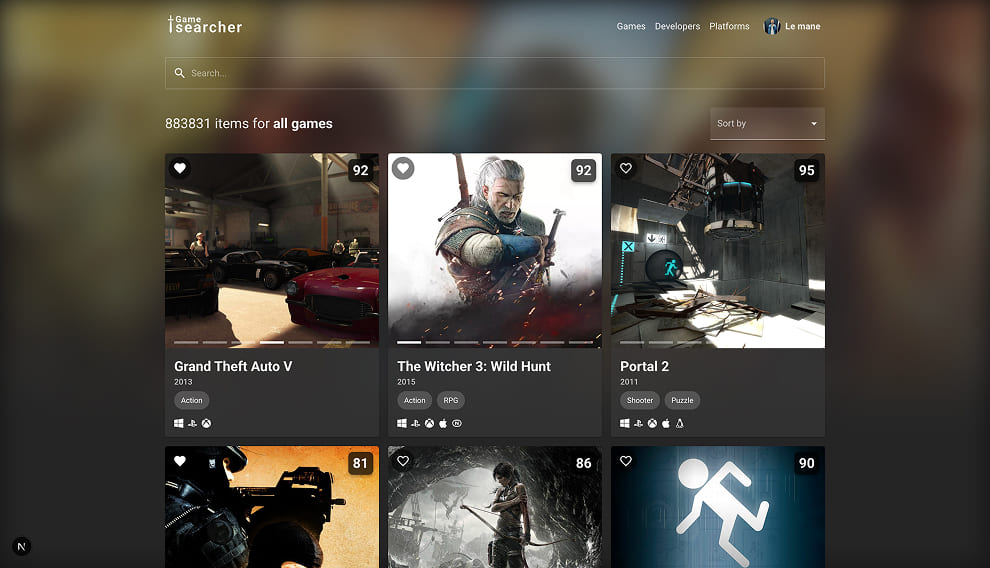 Game
searcher
Games Developers Platforms Le mane
Search...
883831 items for all games
Sort by
92
92
95
Grand Theft Auto V
2013
Action
The Witcher 3: Wild Hunt
2015
Action RPG
Portal 2
2011
Shooter Puzzle
81
86
90
N